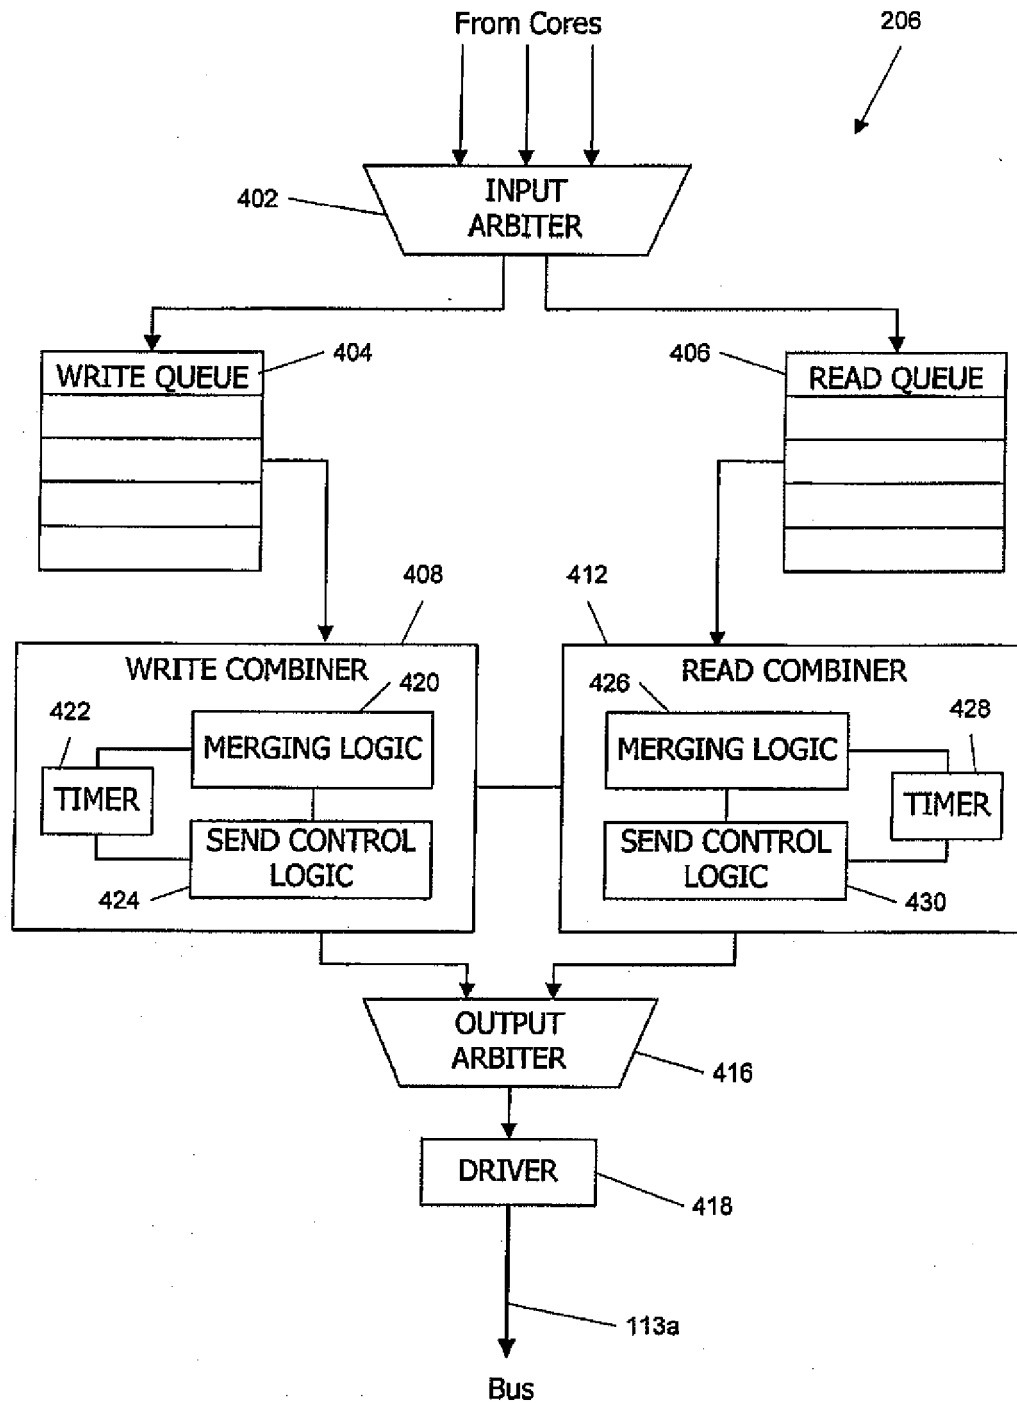 From Cores
206
INPUT
ARBITER
402
WRITE QUEUE
404
406
READ QUEUE
408
412
WRITE COMBINER
READ COMBINER
420
426
422
428
MERGING LOGIC
MERGING LOGIC
TIMER
TIMER
SEND CONTROL
LOGIC
SEND CONTROL
LOGIC
424
430
OUTPUT
ARBITER
416
DRIVER
418
113a
Bus